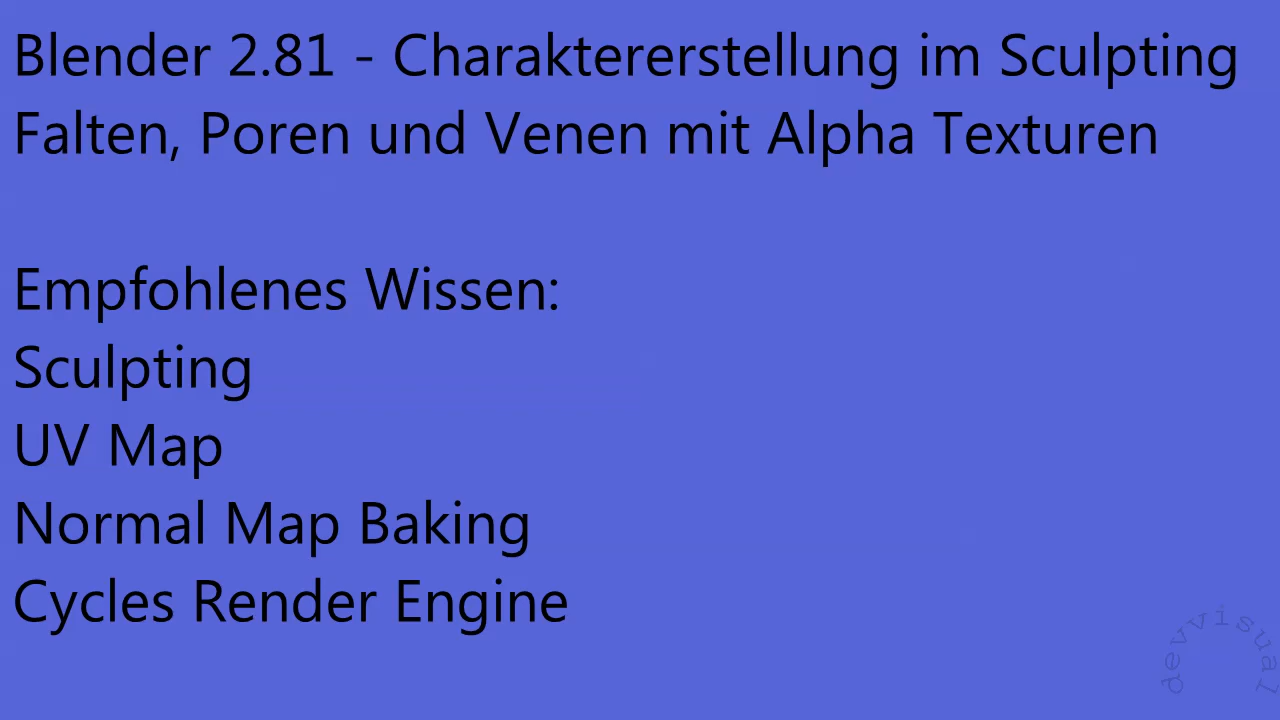 Blender 2.81 - Charaktererstellung im Sculpting
Falten, Poren und Venen mit Alpha Texturen
Empfohlenes Wissen:
Sculpting
UV Map
Normal Map Baking
Cycles Render Engine
devvisual